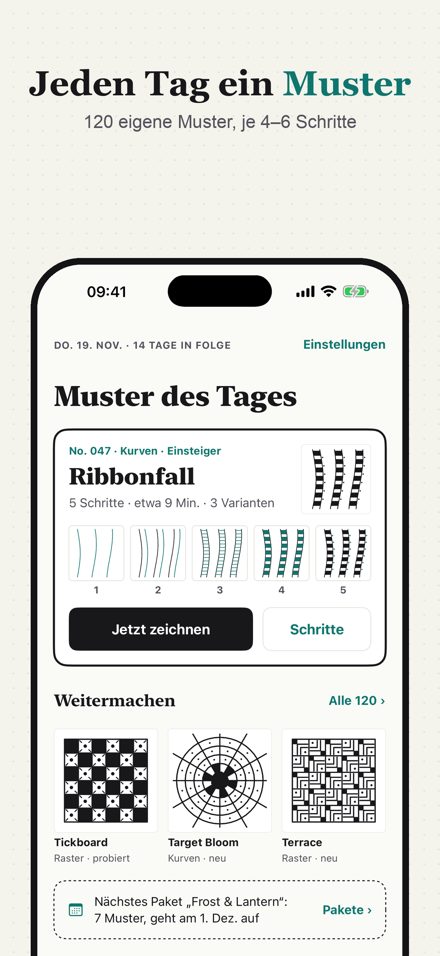 Jeden Tag ein Muster
120 eigene Muster, je 4–6 Schritte
09:41
DO. 19. NOV. · 14 TAGE IN FOLGE
Einstellungen
Muster des Tages
No. 047 · Kurven · Einsteiger
Ribbonfall
5 Schritte · etwa 9 Min. · 3 Varianten
1 2 3 4 5
Jetzt zeichnen
Schritte
Weitermachen
Alle 120 ›
Tickboard
Raster · probiert
Target Bloom
Kurven · neu
Terrace
Raster · neu
Nächstes Paket „Frost & Lantern“:
7 Muster, geht am 1. Dez. auf
Pakete ›